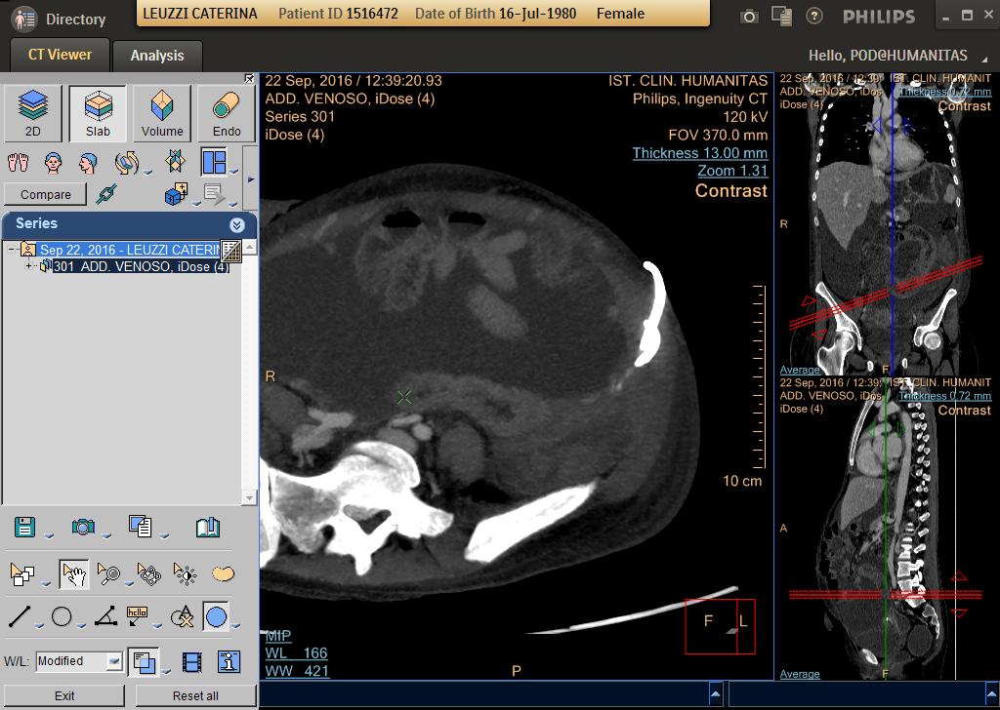 Directory
LEUZZI CATERINA Patient ID 1516472 Date of Birth 16-Jul-1980 Female
PHILIPS
CT Viewer
Analysis
Hello, POD@HUMANITAS
2D
Slab
Volume
Endo
Compare
Series
Sep 22, 2016 - LEUZZI CATERIN
301 ADD. VENOSO, iDose (4)
hello
W/L:
Modified
Exit
Reset all
22 Sep, 2016 / 12:39:20.93
ADD. VENOSO, iDose (4)
Series 301
iDose (4)
IST. CLIN. HUMANITAS
Philips, Ingenuity CT
120 kV
FOV 370.0 mm
Thickness 13.00 mm
Zoom 1.31
Contrast
R
10 cm
F
L
MIP
WL 166
WW 421
P
22 Sep, 2016 / 12:39:
IST. CLIN. HUMANIT
ADD. VENOSO, iDos
Thickness 0.72 mm
iDose (4)
Contrast
R
Average
F
22 Sep, 2016 / 12:39:
IST. CLIN. HUMANIT
ADD. VENOSO, iDos
Thickness 0.72 mm
iDose (4)
Contrast
A
Average
F